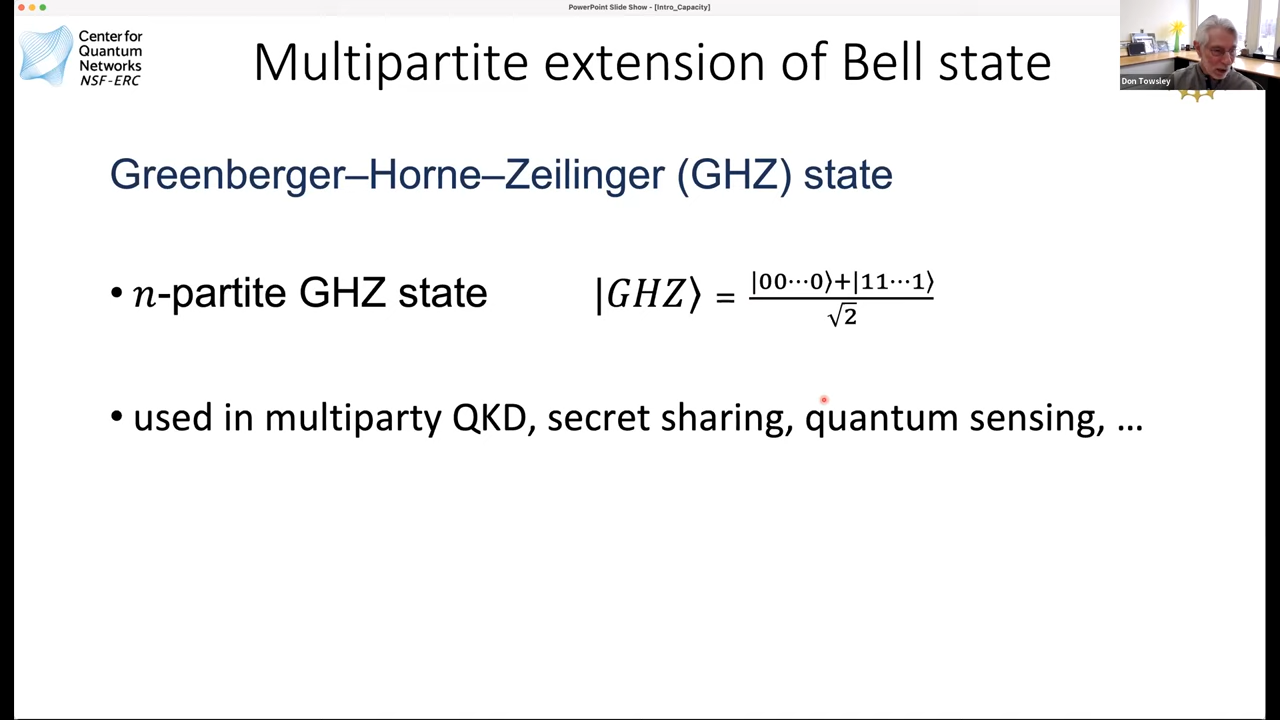 PowerPoint Slide Show - [Intro_Capacity]
Center for
Quantum
Networks
NSF-ERC
Multipartite extension of Bell state
Don Towsley
Greenberger–Horne–Zeilinger (GHZ) state
• n-partite GHZ state |GHZ⟩ = |00⋯0⟩+|11⋯1⟩ / √2
• used in multiparty QKD, secret sharing, quantum sensing, …